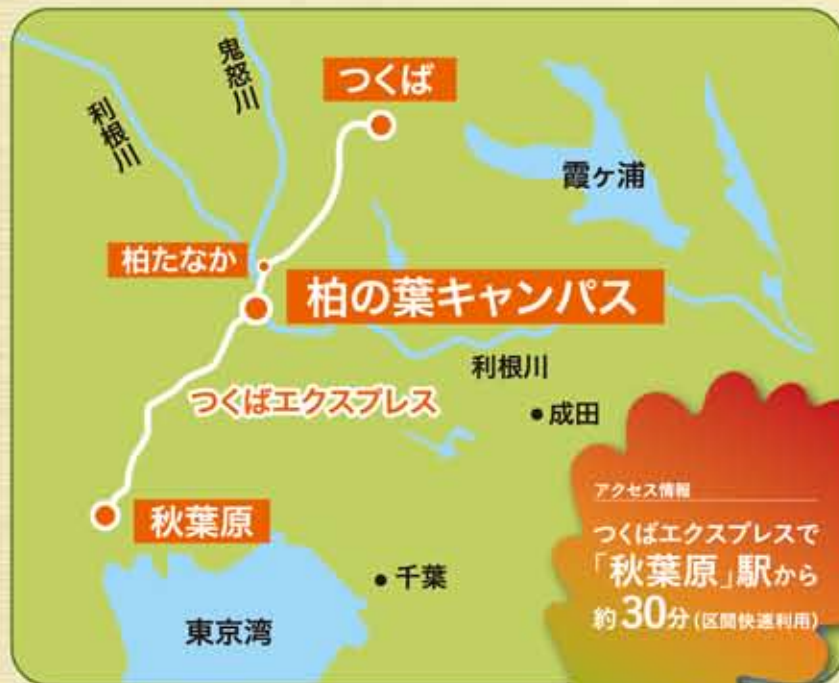 鬼怒川
利根川
つくば
霞ヶ浦
柏たなか
柏の葉キャンパス
利根川
つくばエクスプレス
成田
秋葉原
千葉
東京湾
アクセス情報
つくばエクスプレスで
「秋葉原」駅から
約30分(区間快速利用)